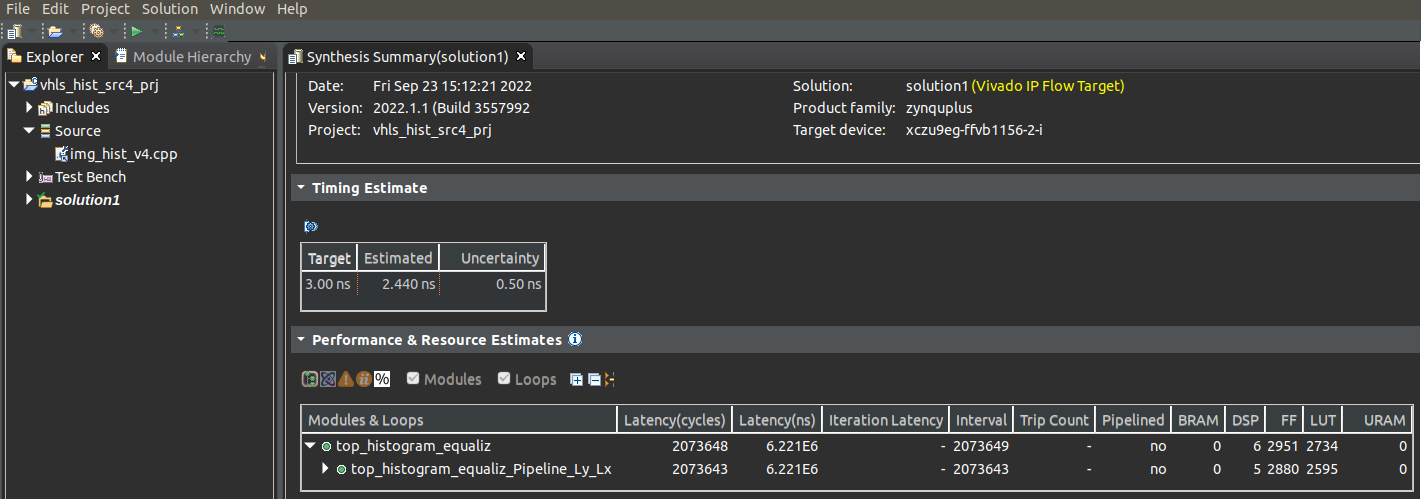 File Edit Project Solution Window Help
Explorer Module Hierarchy
vhls_hist_src4_prj
Includes
Source
img_hist_v4.cpp
Test Bench
solution1
Synthesis Summary(solution1)
Date: Fri Sep 23 15:12:21 2022 Solution: solution1 (Vivado IP Flow Target)
Version: 2022.1.1 (Build 3557992 Product family: zynquplus
Project: vhls_hist_src4_prj Target device: xczu9eg-ffvb1156-2-i
Timing Estimate
Target Estimated Uncertainty
3.00 ns 2.440 ns 0.50 ns
Performance & Resource Estimates
% Modules Loops
Modules & Loops Latency(cycles) Latency(ns) Iteration Latency Interval Trip Count Pipelined BRAM DSP FF LUT URAM
top_histogram_equaliz 2073648 6.221E6 - 2073649 - no 0 6 2951 2734 0
top_histogram_equaliz_Pipeline_Ly_Lx 2073643 6.221E6 - 2073643 - no 0 5 2880 2595 0